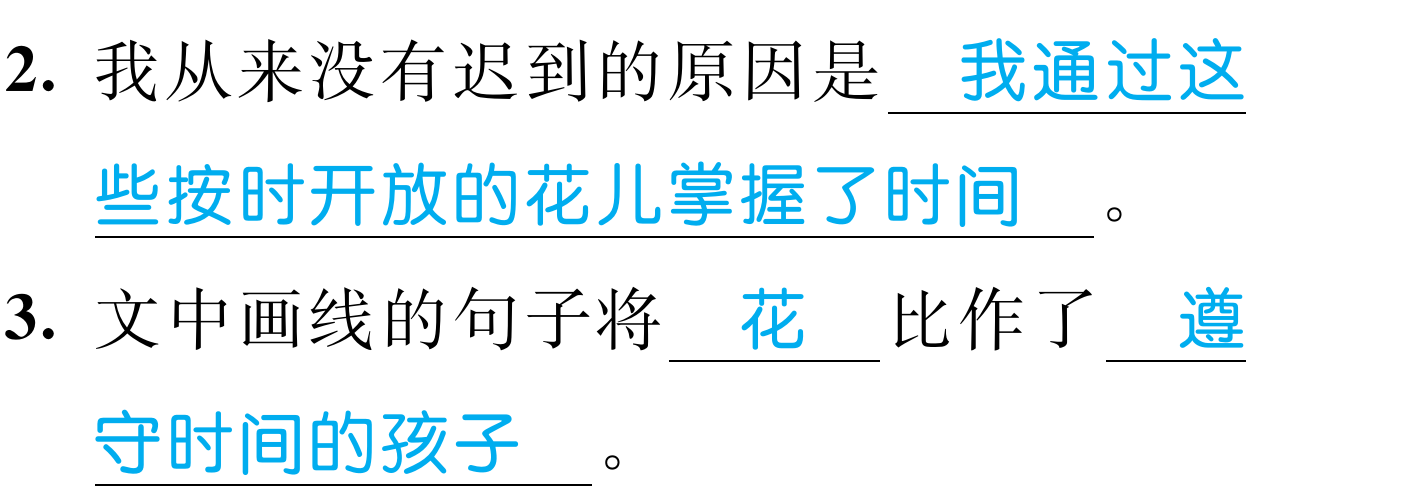 2. 我从来没有迟到的原因是 我通过这
些按时开放的花儿掌握了时间 。
3. 文中画线的句子将 花 比作了 遵
守时间的孩子 。